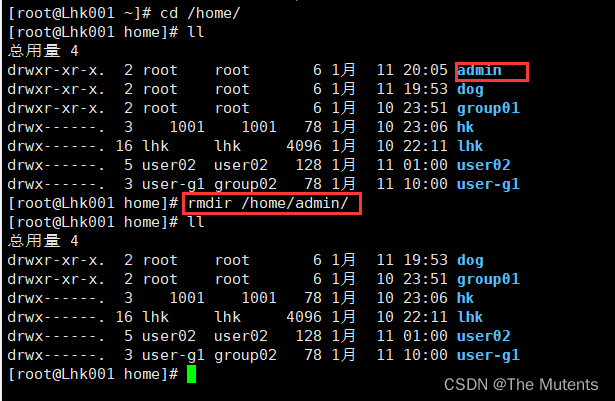 [root@Lhk001 ~]# cd /home/
[root@Lhk001 home]# ll
总用量 4
drwxr-xr-x.  2 root    root       6 1月  11 20:05 admin
drwxr-xr-x.  2 root    root       6 1月  11 19:53 dog
drwxr-xr-x.  2 root    root       6 1月  10 23:51 group01
drwx------.  3    1001    1001   78 1月  10 23:06 hk
drwx------. 16 lhk     lhk     4096 1月  10 22:11 lhk
drwx------.  5 user02  user02   128 1月  11 01:00 user02
drwx------.  3 user-g1 group02   78 1月  11 10:00 user-g1
[root@Lhk001 home]# rmdir /home/admin/
[root@Lhk001 home]# ll
总用量 4
drwxr-xr-x.  2 root    root       6 1月  11 19:53 dog
drwxr-xr-x.  2 root    root       6 1月  10 23:51 group01
drwx------.  3    1001    1001   78 1月  10 23:06 hk
drwx------. 16 lhk     lhk     4096 1月  10 22:11 lhk
drwx------.  5 user02  user02   128 1月  11 01:00 user02
drwx------.  3 user-g1 group02   78 1月  11 10:00 user-g1
[root@Lhk001 home]#
CSDN @The Mutents